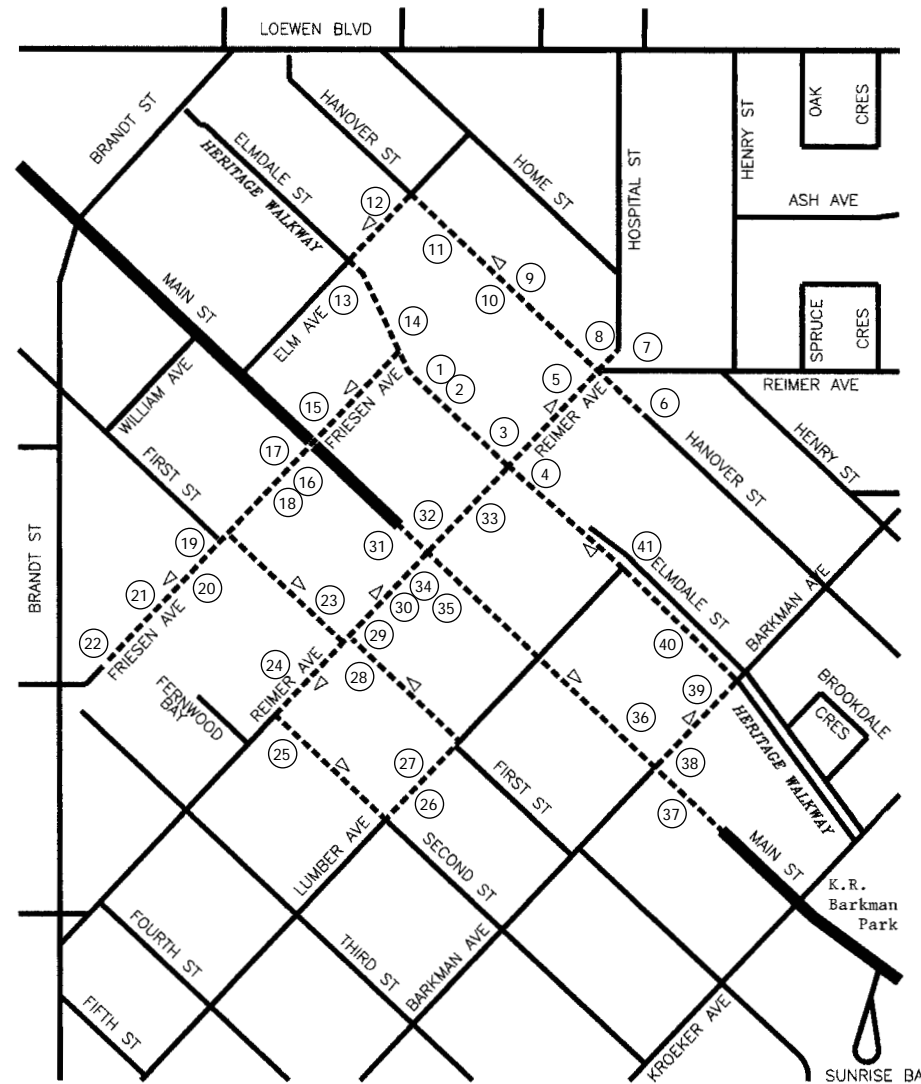 LOEWEN BLVD
BRANDT ST
HANOVER ST
ELMDALE ST
HERITAGE WALKWAY
HOME ST
HOSPITAL ST
HENRY ST
OAK
CRES
ASH AVE
12
11
9
10
MAIN ST
ELM AVE
13
14
8
7
SPRUCE
CRES
WILLIAM AVE
1
2
5
6
REIMER AVE
REIMER AVE
15
FRIESEN AVE
17
16
18
3
4
HANOVER ST
HENRY ST
FIRST ST
19
31
32
33
41
ELMDALE ST
BARKMAN AVE
BRANDT ST
21
20
22
FRIESEN AVE
23
30
34
35
29
28
40
39
FERNWOOD
BAY
24
REIMER AVE
25
36
38
37
HERITAGE WALKWAY
BROOKDALE
CRES
27
26
FIRST ST
LUMBER AVE
SECOND ST
MAIN ST
K.R.
Barkman
Park
FOURTH ST
THIRD ST
BARKMAN AVE
FIFTH ST
KROEKER AVE
SUNRISE BA